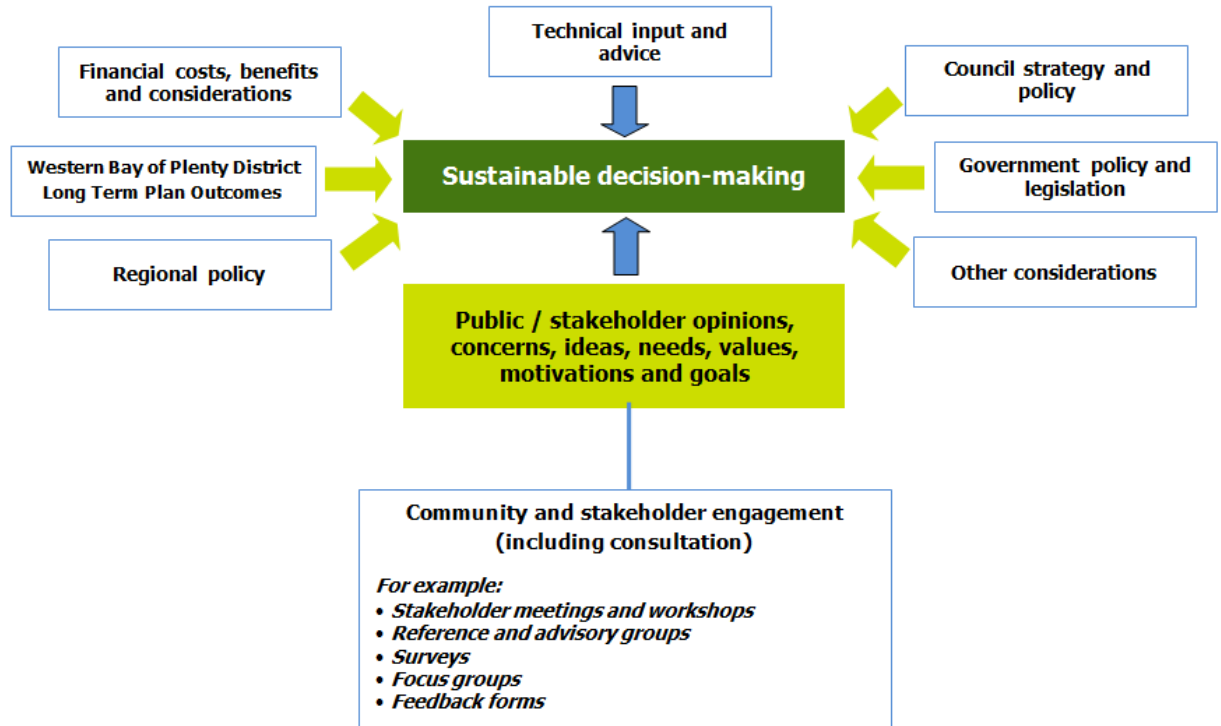 Technical input and
advice
Financial costs, benefits
and considerations
Council strategy and
policy
Western Bay of Plenty District
Long Term Plan Outcomes
Sustainable decision-making
Government policy and
legislation
Regional policy
Other considerations
Public / stakeholder opinions,
concerns, ideas, needs, values,
motivations and goals
Community and stakeholder engagement
(including consultation)
For example:
• Stakeholder meetings and workshops
• Reference and advisory groups
• Surveys
• Focus groups
• Feedback forms